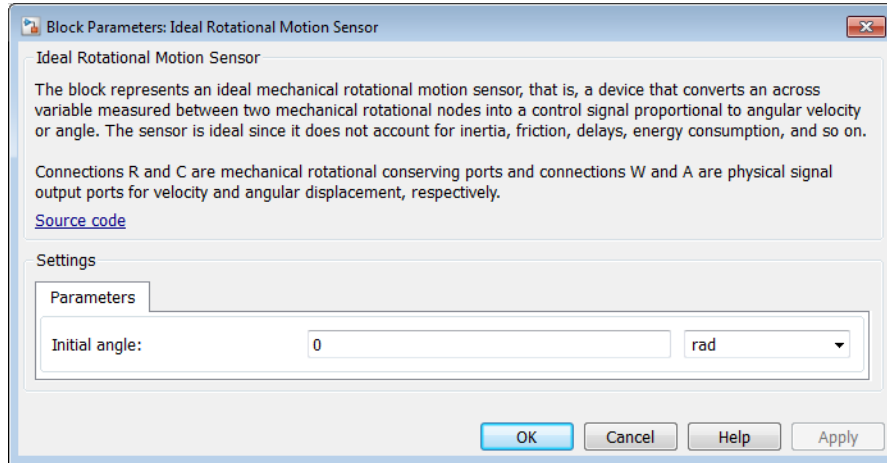 Block Parameters: Ideal Rotational Motion Sensor
Ideal Rotational Motion Sensor
The block represents an ideal mechanical rotational motion sensor, that is, a device that converts an across
variable measured between two mechanical rotational nodes into a control signal proportional to angular velocity
or angle. The sensor is ideal since it does not account for inertia, friction, delays, energy consumption, and so on.
Connections R and C are mechanical rotational conserving ports and connections W and A are physical signal
output ports for velocity and angular displacement, respectively.
Source code
Settings
Parameters
Initial angle: 0 rad
OK Cancel Help Apply